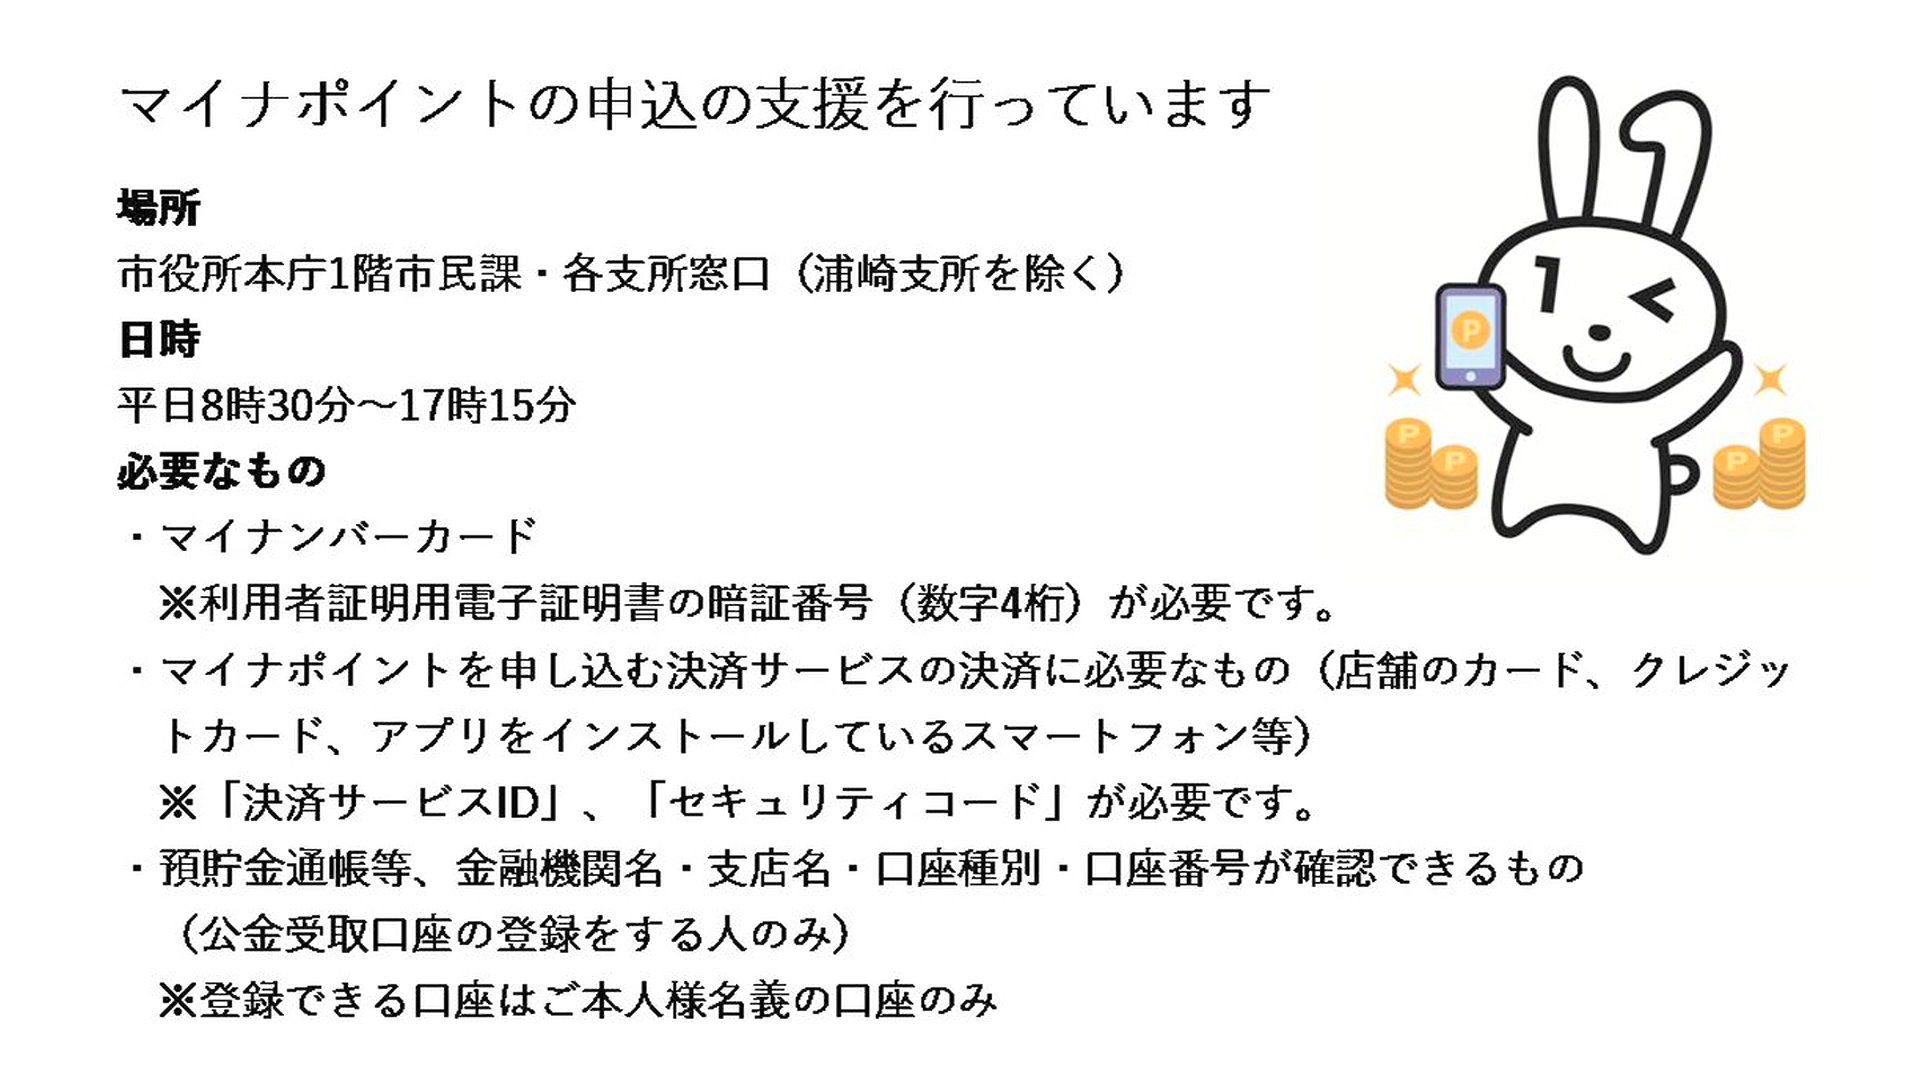 マイナポイントの申込の支援を行っています
場所
市役所本庁1階市民課・各支所窓口（浦崎支所を除く）
日時
平日8時30分～17時15分
必要なもの
・マイナンバーカード
※利用者証明用電子証明書の暗証番号（数字4桁）が必要です。
・マイナポイントを申し込む決済サービスの決済に必要なもの（店舗のカード、クレジッ
トカード、アプリをインストールしているスマートフォン等）
※「決済サービスID」、「セキュリティコード」が必要です。
・預貯金通帳等、金融機関名・支店名・口座種別・口座番号が確認できるもの
（公金受取口座の登録をする人のみ）
※登録できる口座はご本人様名義の口座のみ
P
P
P
P
P